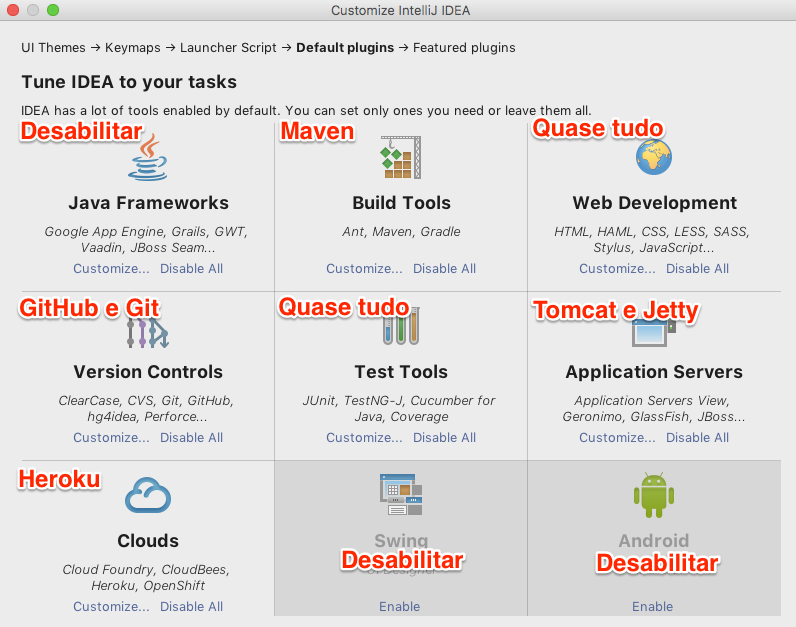 Customize IntelliJ IDEA
UI Themes → Keymaps → Launcher Script → Default plugins → Featured plugins
Tune IDEA to your tasks
IDEA has a lot of tools enabled by default. You can set only ones you need or leave them all.
Desabilitar
Java Frameworks
Google App Engine, Grails, GWT,
Vaadin, JBoss Seam...
Customize... Disable All
Maven
Build Tools
Ant, Maven, Gradle
Customize... Disable All
Quase tudo
Web Development
HTML, HAML, CSS, LESS, SASS,
Stylus, JavaScript...
Customize... Disable All
GitHub e Git
Version Controls
ClearCase, CVS, Git, GitHub,
hg4idea, Perforce...
Customize... Disable All
Quase tudo
Test Tools
JUnit, TestNG-J, Cucumber for
Java, Coverage
Customize... Disable All
Tomcat e Jetty
Application Servers
Application Servers View,
Geronimo, GlassFish, JBoss...
Customize... Disable All
Heroku
Clouds
Cloud Foundry, CloudBees,
Heroku, OpenShift
Customize... Disable All
Swing
Desabilitar
Enable
Android
Desabilitar
Enable